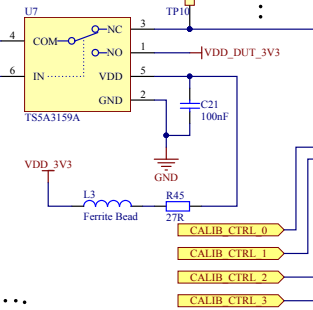 U7
TP10
3
NC
4
COM
NO
1
VDD_DUT_3V3
6
IN
VDD
5
GND
2
C21
100nF
TS5A3159A
GND
VDD_3V3
L3
Ferrite Bead
R45
27R
CALIB_CTRL_0
CALIB_CTRL_1
CALIB_CTRL_2
CALIB_CTRL_3